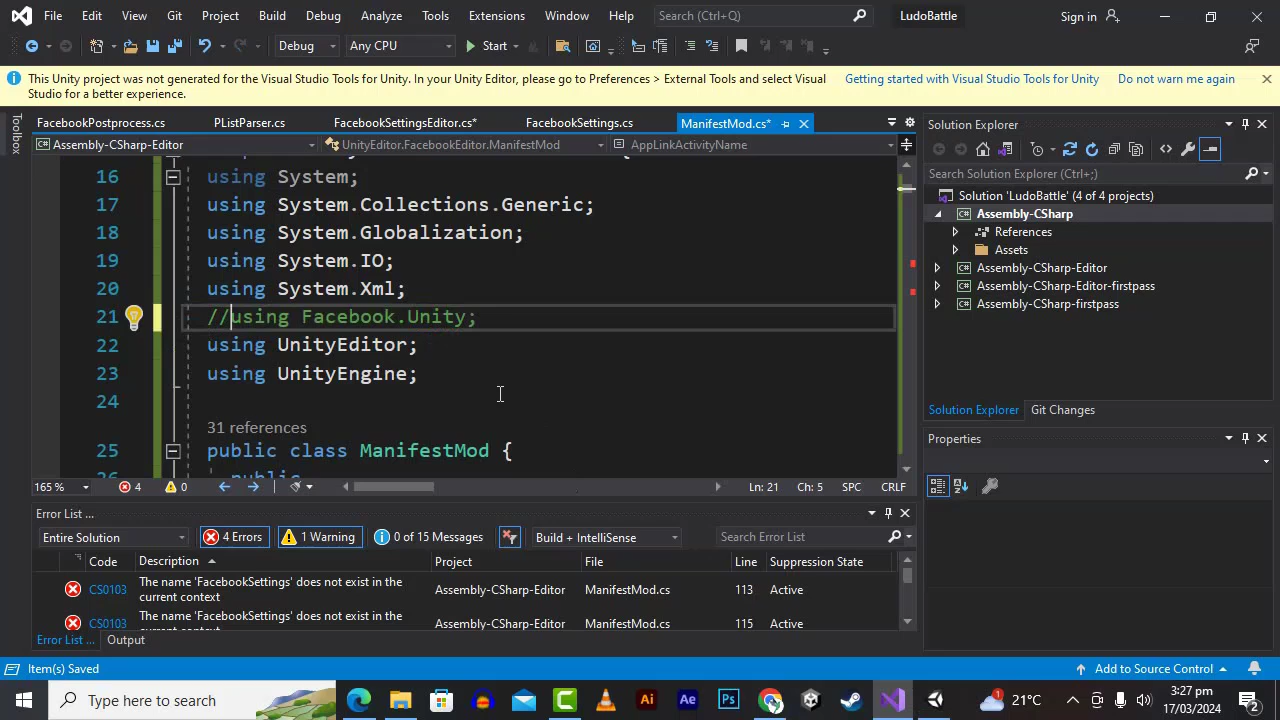 File Edit View Git Project Build Debug Analyze Tools Extensions Window Help Search (Ctrl+Q) LudoBattle Sign in
Debug Any CPU Start
This Unity project was not generated for the Visual Studio Tools for Unity. In your Unity Editor, please go to Preferences > External Tools and select Visual Getting started with Visual Studio Tools for Unity Do not warn me again
Studio for a better experience.
Toolbox
FacebookPostprocess.cs PListParser.cs FacebookSettingsEditor.cs* FacebookSettings.cs ManifestMod.cs*
Assembly-CSharp-Editor UnityEditor.FacebookEditor.ManifestMod AppLinkActivityName
16 using System;
17 using System.Collections.Generic;
18 using System.Globalization;
19 using System.IO;
20 using System.Xml;
21 //using Facebook.Unity;
22 using UnityEditor;
23 using UnityEngine;
24
31 references
25 public class ManifestMod {
26 public
165 % 4 0 Ln: 21 Ch: 5 SPC CRLF
Error List ...
Entire Solution 4 Errors 1 Warning 0 of 15 Messages Build + IntelliSense Search Error List
Code Description Project File Line Suppression State
CS0103 The name 'FacebookSettings' does not exist in the current context Assembly-CSharp-Editor ManifestMod.cs 113 Active
CS0103 The name 'FacebookSettings' does not exist in the current context Assembly-CSharp-Editor ManifestMod.cs 115 Active
Error List ... Output
Solution Explorer
Search Solution Explorer (Ctrl+;)
Solution 'LudoBattle' (4 of 4 projects)
Assembly-CSharp
References
Assets
Assembly-CSharp-Editor
Assembly-CSharp-Editor-firstpass
Assembly-CSharp-firstpass
Solution Explorer Git Changes
Properties
Item(s) Saved Add to Source Control
Type here to search Ai Ae Ps 1 21°C 3:27 pm
17/03/2024 2